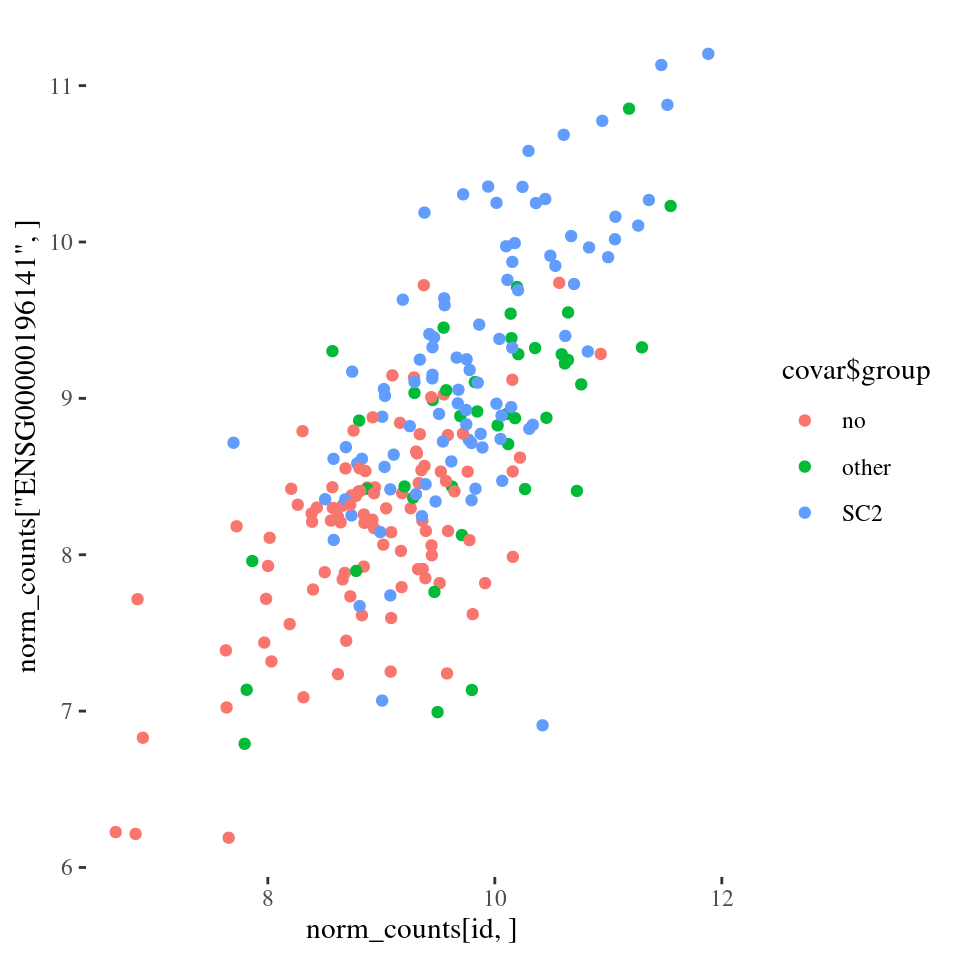 11
10
9
8
7
6
8
10
12
norm_counts[id, ]
norm_counts["ENSG00000196141", ]
covar$group
no
other
SC2